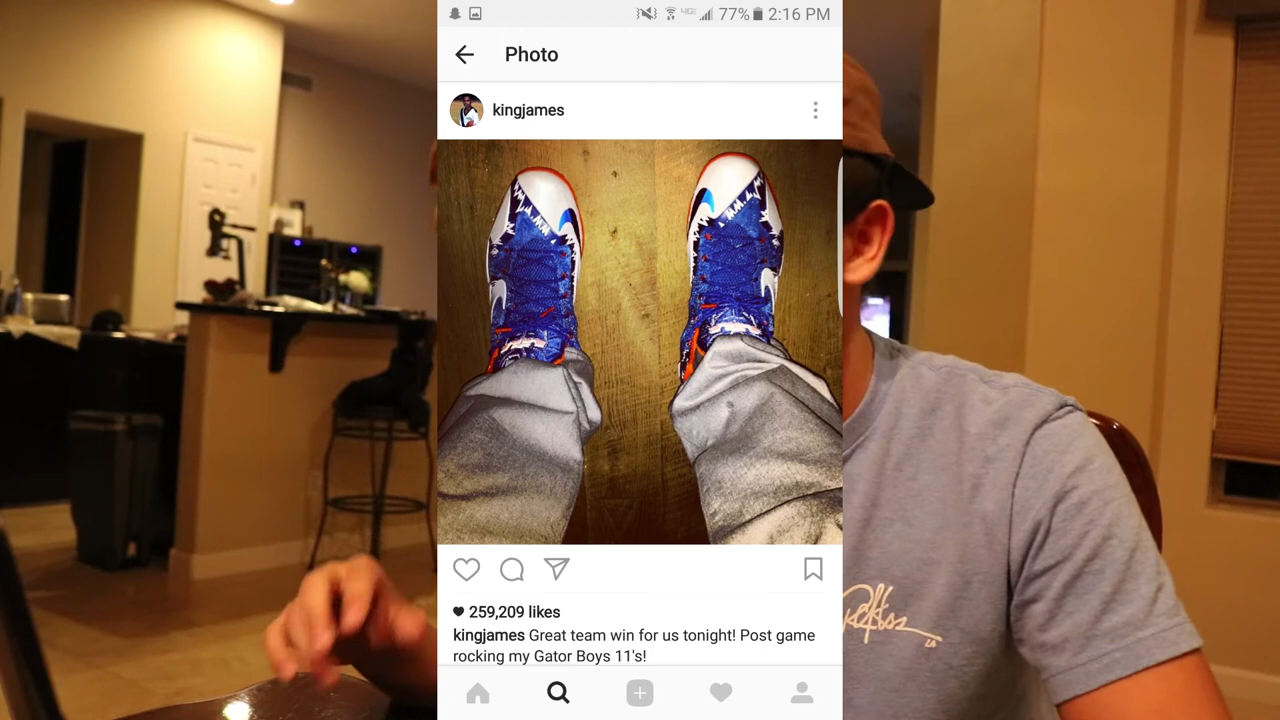 77% 2:16 PM
Photo
kingjames
259,209 likes
kingjames Great team win for us tonight! Post game
rocking my Gator Boys 11's!